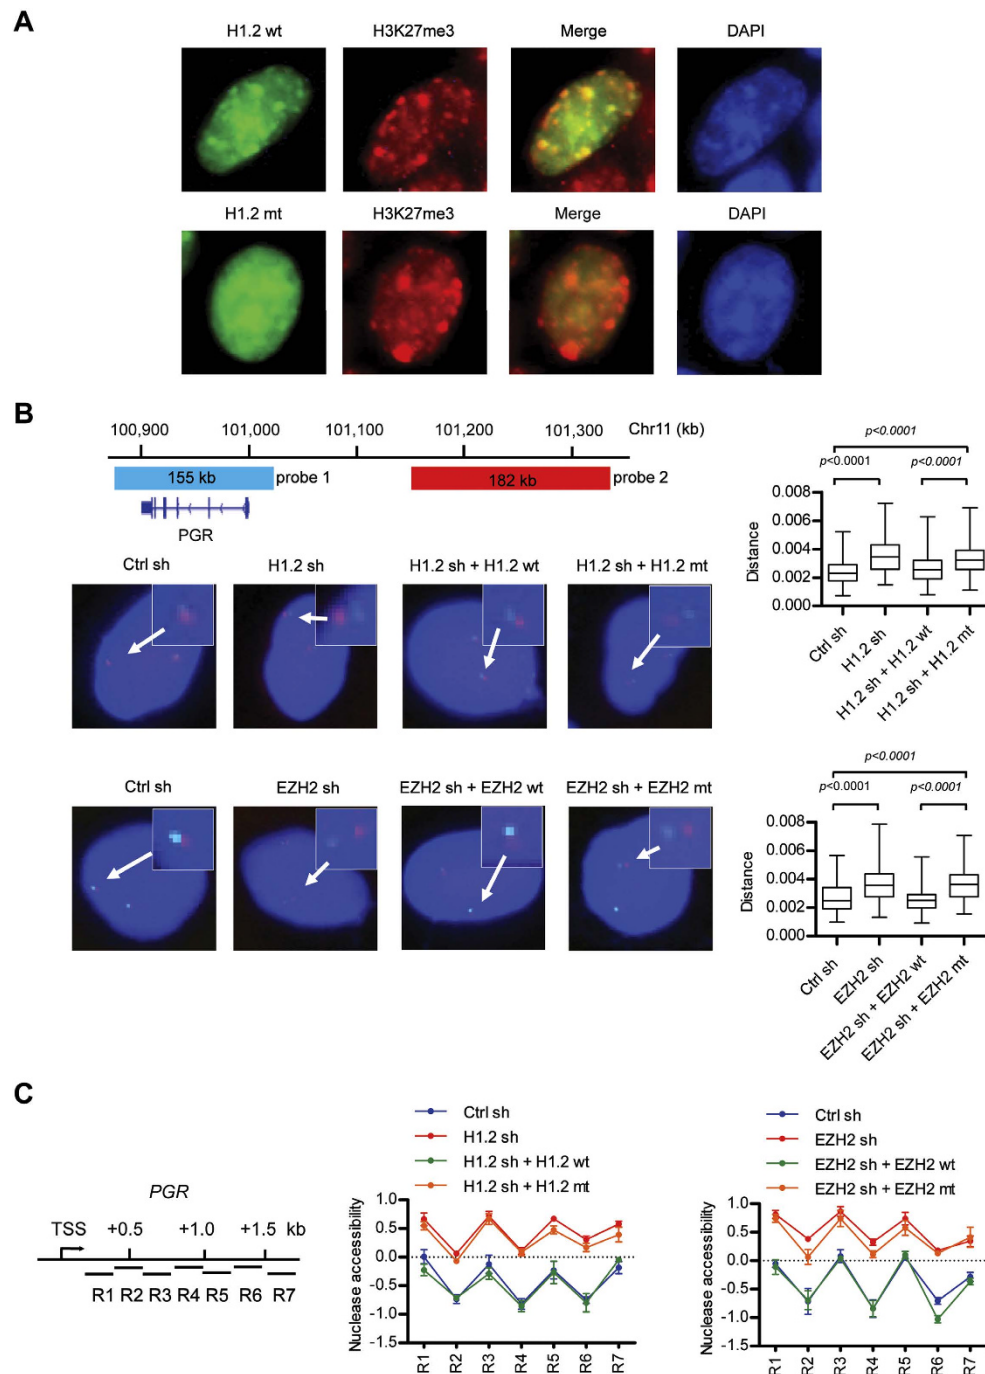 A
H1.2 wt H3K27me3 Merge DAPI
H1.2 mt H3K27me3 Merge DAPI
B
100,900 101,000 101,100 101,200 101,300 Chr11 (kb)
155 kb probe 1 182 kb probe 2
PGR
Ctrl sh H1.2 sh H1.2 sh + H1.2 wt H1.2 sh + H1.2 mt
p<0.0001
p<0.0001 p<0.0001
0.008
0.006
0.004
0.002
0.000
Distance
Ctrl sh
H1.2 sh
H1.2 sh + H1.2 wt
H1.2 sh + H1.2 mt
Ctrl sh EZH2 sh EZH2 sh + EZH2 wt EZH2 sh + EZH2 mt
p<0.0001
p<0.0001 p<0.0001
0.008
0.006
0.004
0.002
0.000
Distance
Ctrl sh
EZH2 sh
EZH2 sh + EZH2 wt
EZH2 sh + EZH2 mt
C
PGR
TSS +0.5 +1.0 +1.5 kb
R1 R2 R3 R4 R5 R6 R7
Ctrl sh
H1.2 sh
H1.2 sh + H1.2 wt
H1.2 sh + H1.2 mt
Nuclease accessibility
1.0
0.5
0.0
-0.5
-1.0
-1.5
R1 R2 R3 R4 R5 R6 R7
Ctrl sh
EZH2 sh
EZH2 sh + EZH2 wt
EZH2 sh + EZH2 mt
Nuclease accessibility
1.0
0.5
0.0
-0.5
-1.0
-1.5
R1 R2 R3 R4 R5 R6 R7